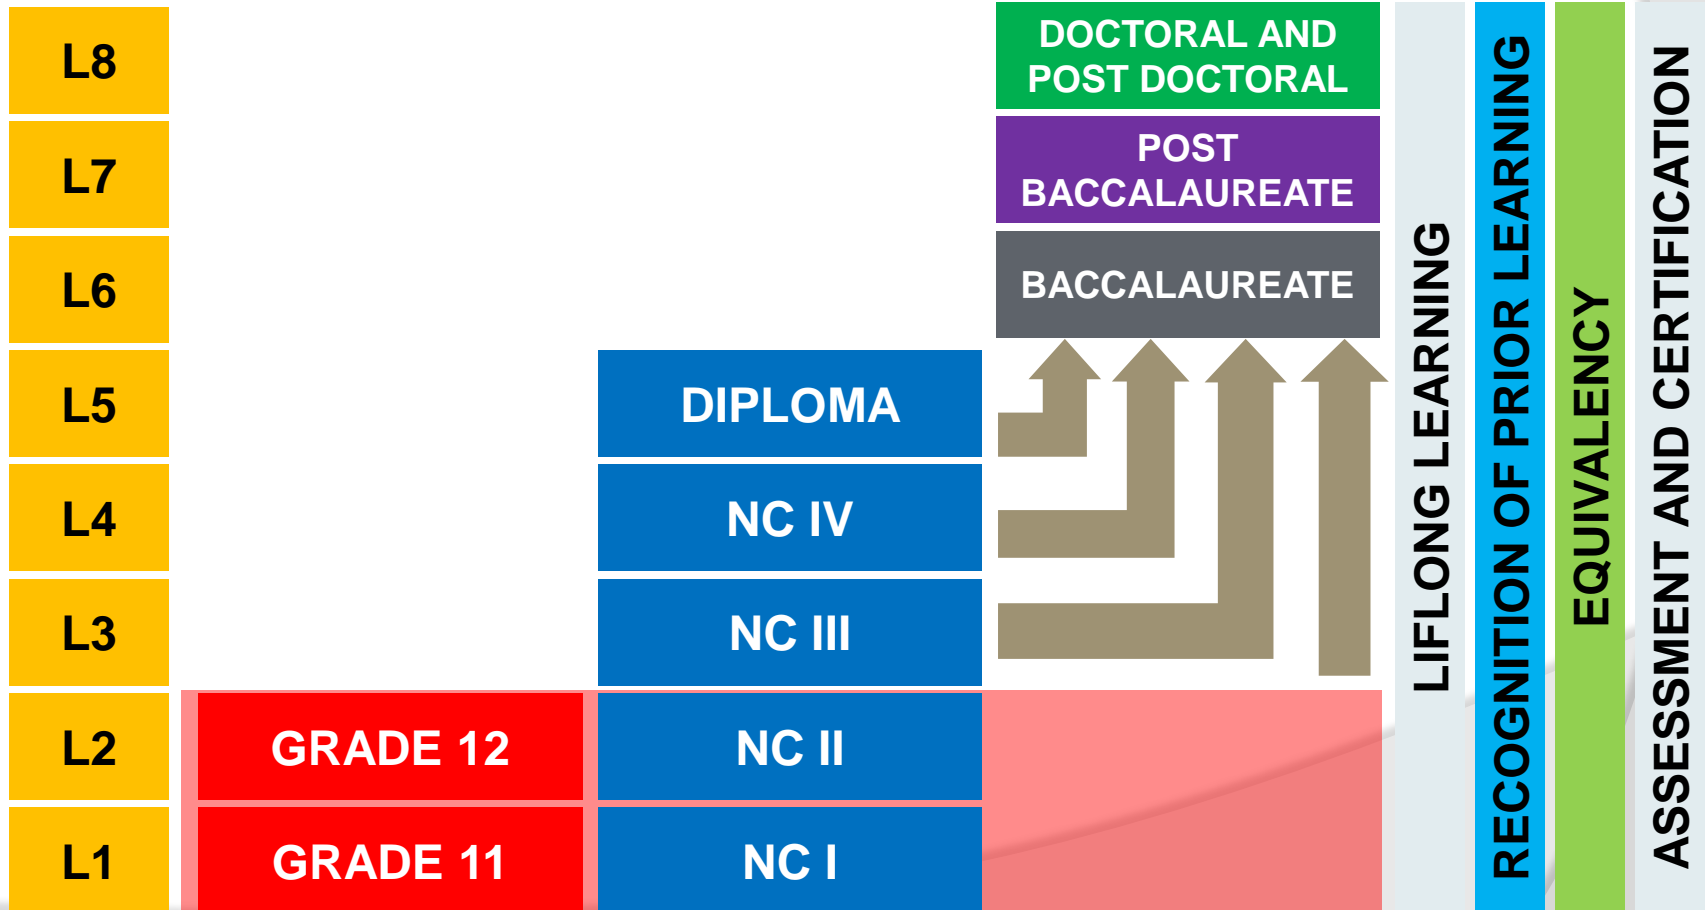 L8
DOCTORAL AND
POST DOCTORAL
L7
POST
BACCALAUREATE
L6
BACCALAUREATE
L5
DIPLOMA
L4
NC IV
L3
NC III
L2
GRADE 12
NC II
L1
GRADE 11
NC I
LIFLONG LEARNING
RECOGNITION OF PRIOR LEARNING
EQUIVALENCY
ASSESSMENT AND CERTIFICATION